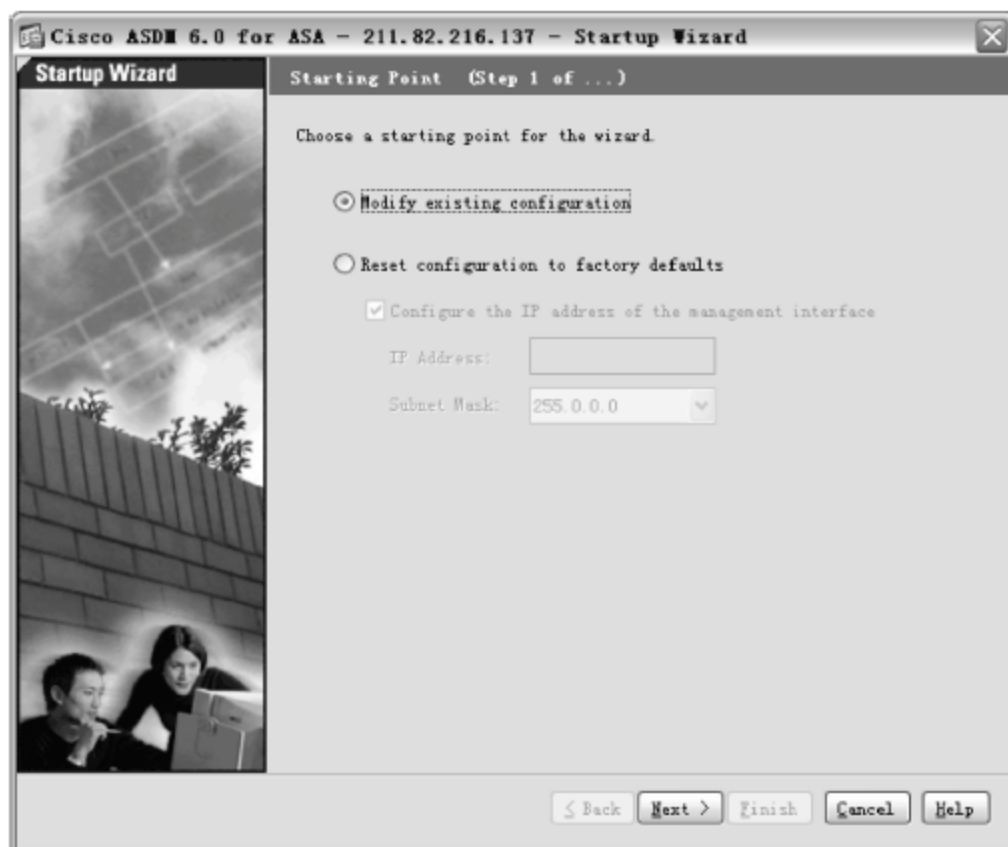 Cisco ASDM 6.0 for ASA - 211.82.216.137 - Startup Wizard
Startup Wizard
Starting Point (Step 1 of ...)
Choose a starting point for the wizard.
Modify existing configuration
Reset configuration to factory defaults
Configure the IP address of the management interface
IP Address:
Subnet Mask: 255.0.0.0
< Back Next > Finish Cancel Help